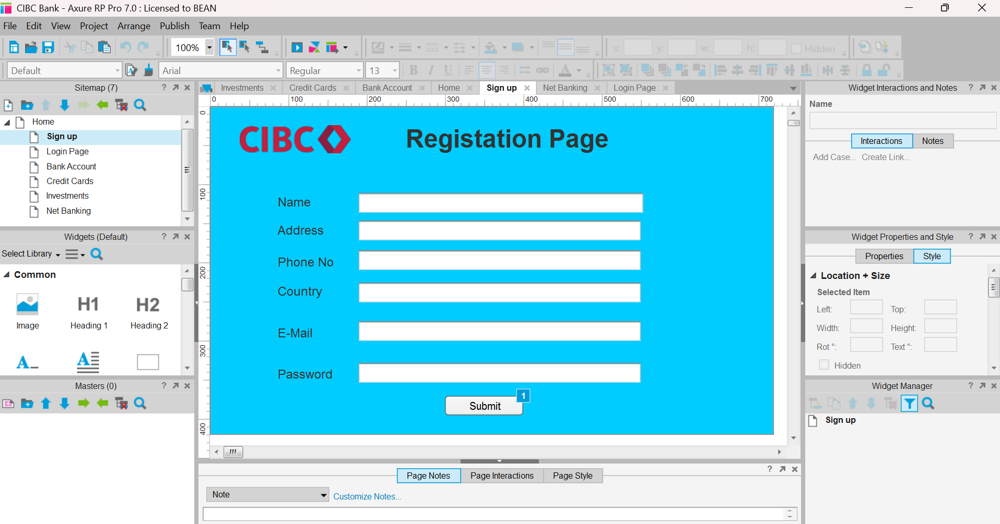 CIBC Bank - Axure RP Pro 7.0 : Licensed to BEAN
File Edit View Project Arrange Publish Team Help
100% x: y: w: h: Hidden
Default Arial Regular 13 B I U A
Sitemap (7) ?
Investments Credit Cards Bank Account Home Sign up Net Banking Login Page
Widget Interactions and Notes ?
0 100 200 300 400 500 600 700
Home
Sign up
Login Page
Bank Account
Credit Cards
Investments
Net Banking
Widgets (Default) ?
Select Library
Common
H1 H2
Image Heading 1 Heading 2
A A
Masters (0) ?
0
100
200
300
400
CIBC Registation Page
Name
Address
Phone No
Country
E-Mail
Password
1
Submit
?
Page Notes Page Interactions Page Style
Note Customize Notes...
Name
Interactions Notes
Add Case... Create Link...
Widget Properties and Style ?
Properties Style
Location + Size
Selected Item
Left: Top:
Width: Height:
Rot °: Text °:
Hidden
Widget Manager ?
Sign up